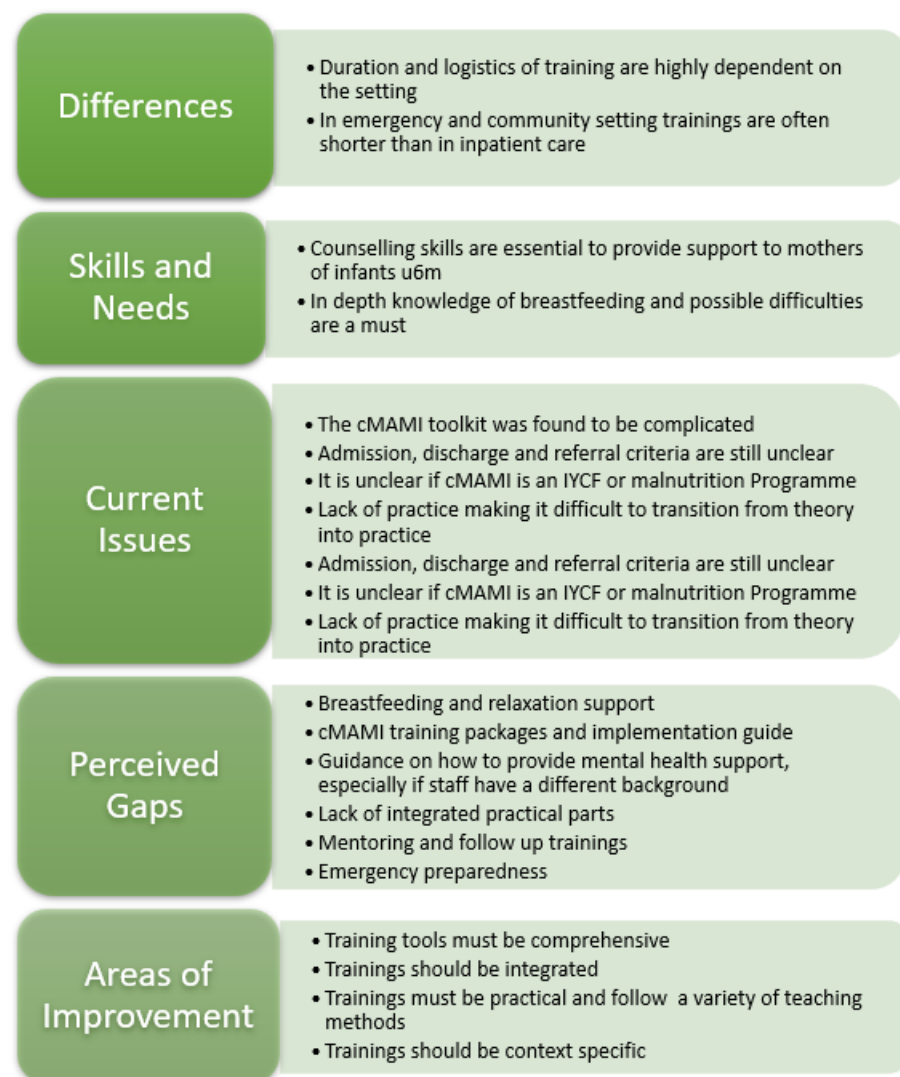 Differences
• Duration and logistics of training are highly dependent on
the setting
• In emergency and community setting trainings are often
shorter than in inpatient care
Skills and
Needs
• Counselling skills are essential to provide support to mothers
of infants u6m
• In depth knowledge of breastfeeding and possible difficulties
are a must
Current
Issues
• The cMAMI toolkit was found to be complicated
• Admission, discharge and referral criteria are still unclear
• It is unclear if cMAMI is an IYCF or malnutrition Programme
• Lack of practice making it difficult to transition from theory
into practice
• Admission, discharge and referral criteria are still unclear
• It is unclear if cMAMI is an IYCF or malnutrition Programme
• Lack of practice making it difficult to transition from theory
into practice
Perceived
Gaps
• Breastfeeding and relaxation support
• cMAMI training packages and implementation guide
• Guidance on how to provide mental health support,
especially if staff have a different background
• Lack of integrated practical parts
• Mentoring and follow up trainings
• Emergency preparedness
Areas of
Improvement
• Training tools must be comprehensive
• Trainings should be integrated
• Trainings must be practical and follow a variety of teaching
methods
• Trainings should be context specific